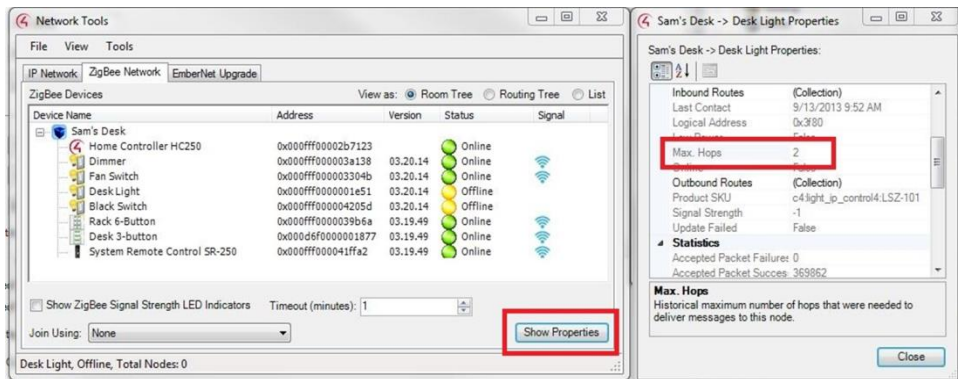 Network Tools
File View Tools
IP Network ZigBee Network EmberNet Upgrade
ZigBee Devices View as: Room Tree Routing Tree List
Device Name Address Version Status Signal
Sam's Desk
Home Controller HC250 0x000fff00002b7123 Online
Dimmer 0x000fff000003a138 03.20.14 Online
Fan Switch 0x000fff000003304b 03.20.14 Online
Desk Light 0x000fff0000001e51 03.20.14 Offline
Black Switch 0x000fff000004205d 03.20.14 Offline
Rack 6-Button 0x000fff0000039b6a 03.19.49 Online
Desk 3-button 0x000d6f0000001877 03.19.49 Online
System Remote Control SR-250 0x000fff000041ffa2 03.19.49 Online
Show ZigBee Signal Strength LED Indicators Timeout (minutes): 1
Join Using: None Show Properties
Desk Light, Offline, Total Nodes: 0
Sam's Desk -> Desk Light Properties
Sam's Desk -> Desk Light Properties:
Inbound Routes (Collection)
Last Contact 9/13/2013 9:52 AM
Logical Address 0x3f80
Low Power False
Max. Hops 2
Online False
Outbound Routes (Collection)
Product SKU c4:light_ip_control4:LSZ-101
Signal Strength -1
Update Failed False
Statistics
Accepted Packet Failures 0
Accepted Packet Succes 369862
Max. Hops
Historical maximum number of hops that were needed to
deliver messages to this node.
Close